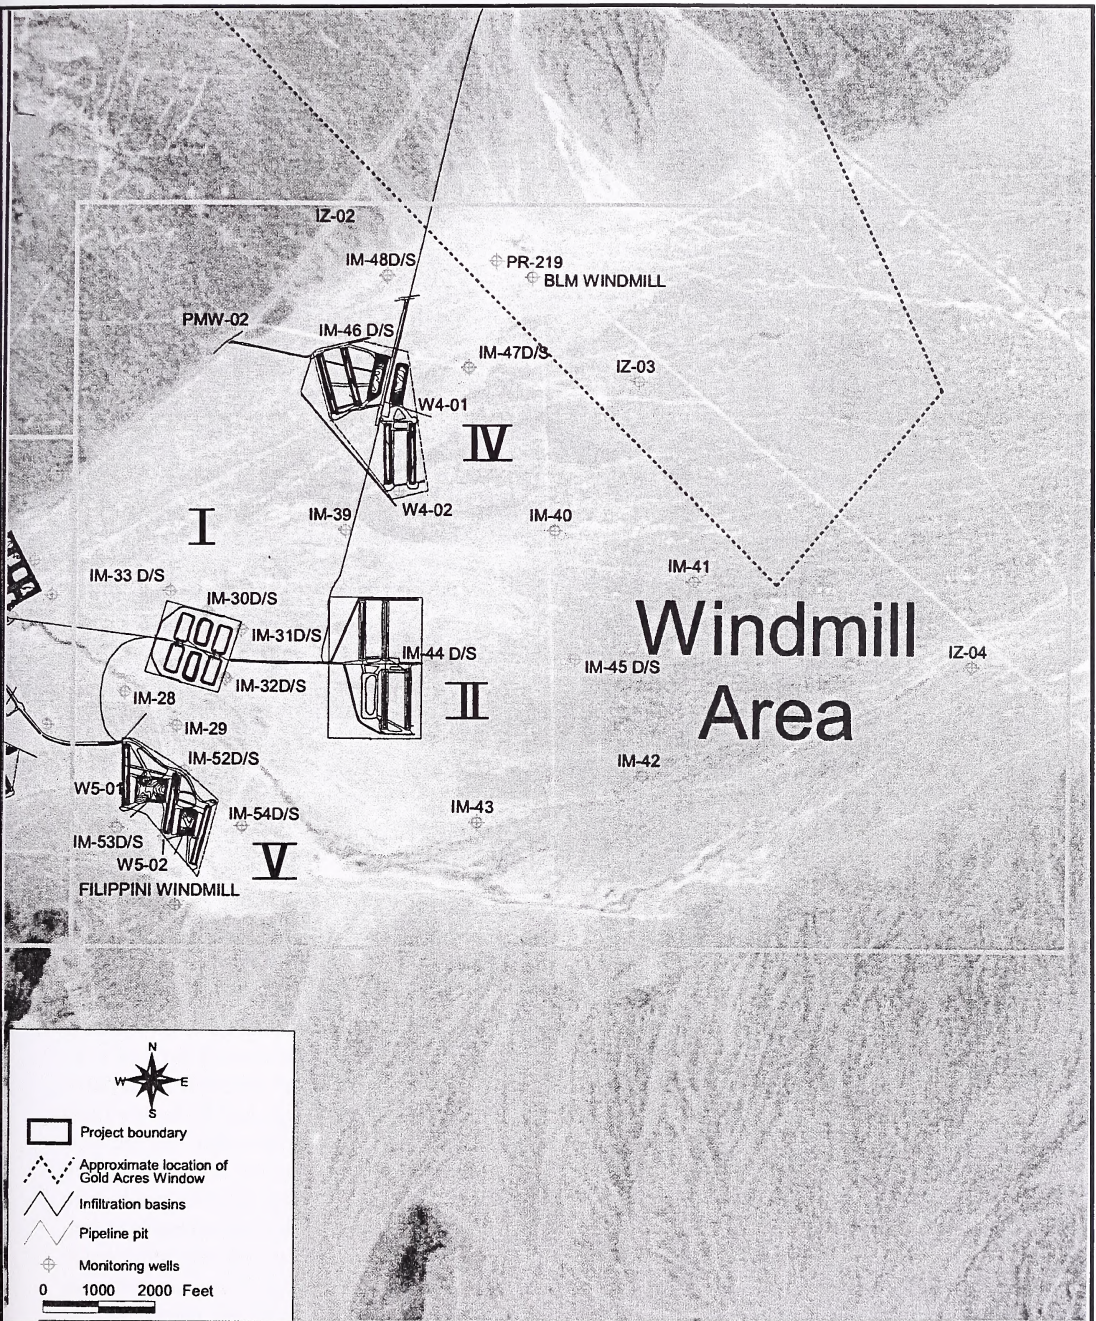 IZ-02
IM-48D/S
PR-219
BLM WINDMILL
PMW-02
IM-46 D/S
IM-47D/S
IZ-03
W4-01
IV
W4-02
IM-39
IM-40
I
IM-41
IM-33 D/S
IM-30D/S
Windmill
IM-31D/S
IM-44 D/S
IM-45 D/S
IZ-04
IM-32D/S
IM-28
II
Area
IM-29
IM-52D/S
IM-42
W5-01
IM-54D/S
IM-43
IM-53D/S
V
W5-02
FILIPPINI WINDMILL
N
W E
S
Project boundary
Approximate location of
Gold Acres Window
Infiltration basins
Pipeline pit
Monitoring wells
0 1000 2000 Feet